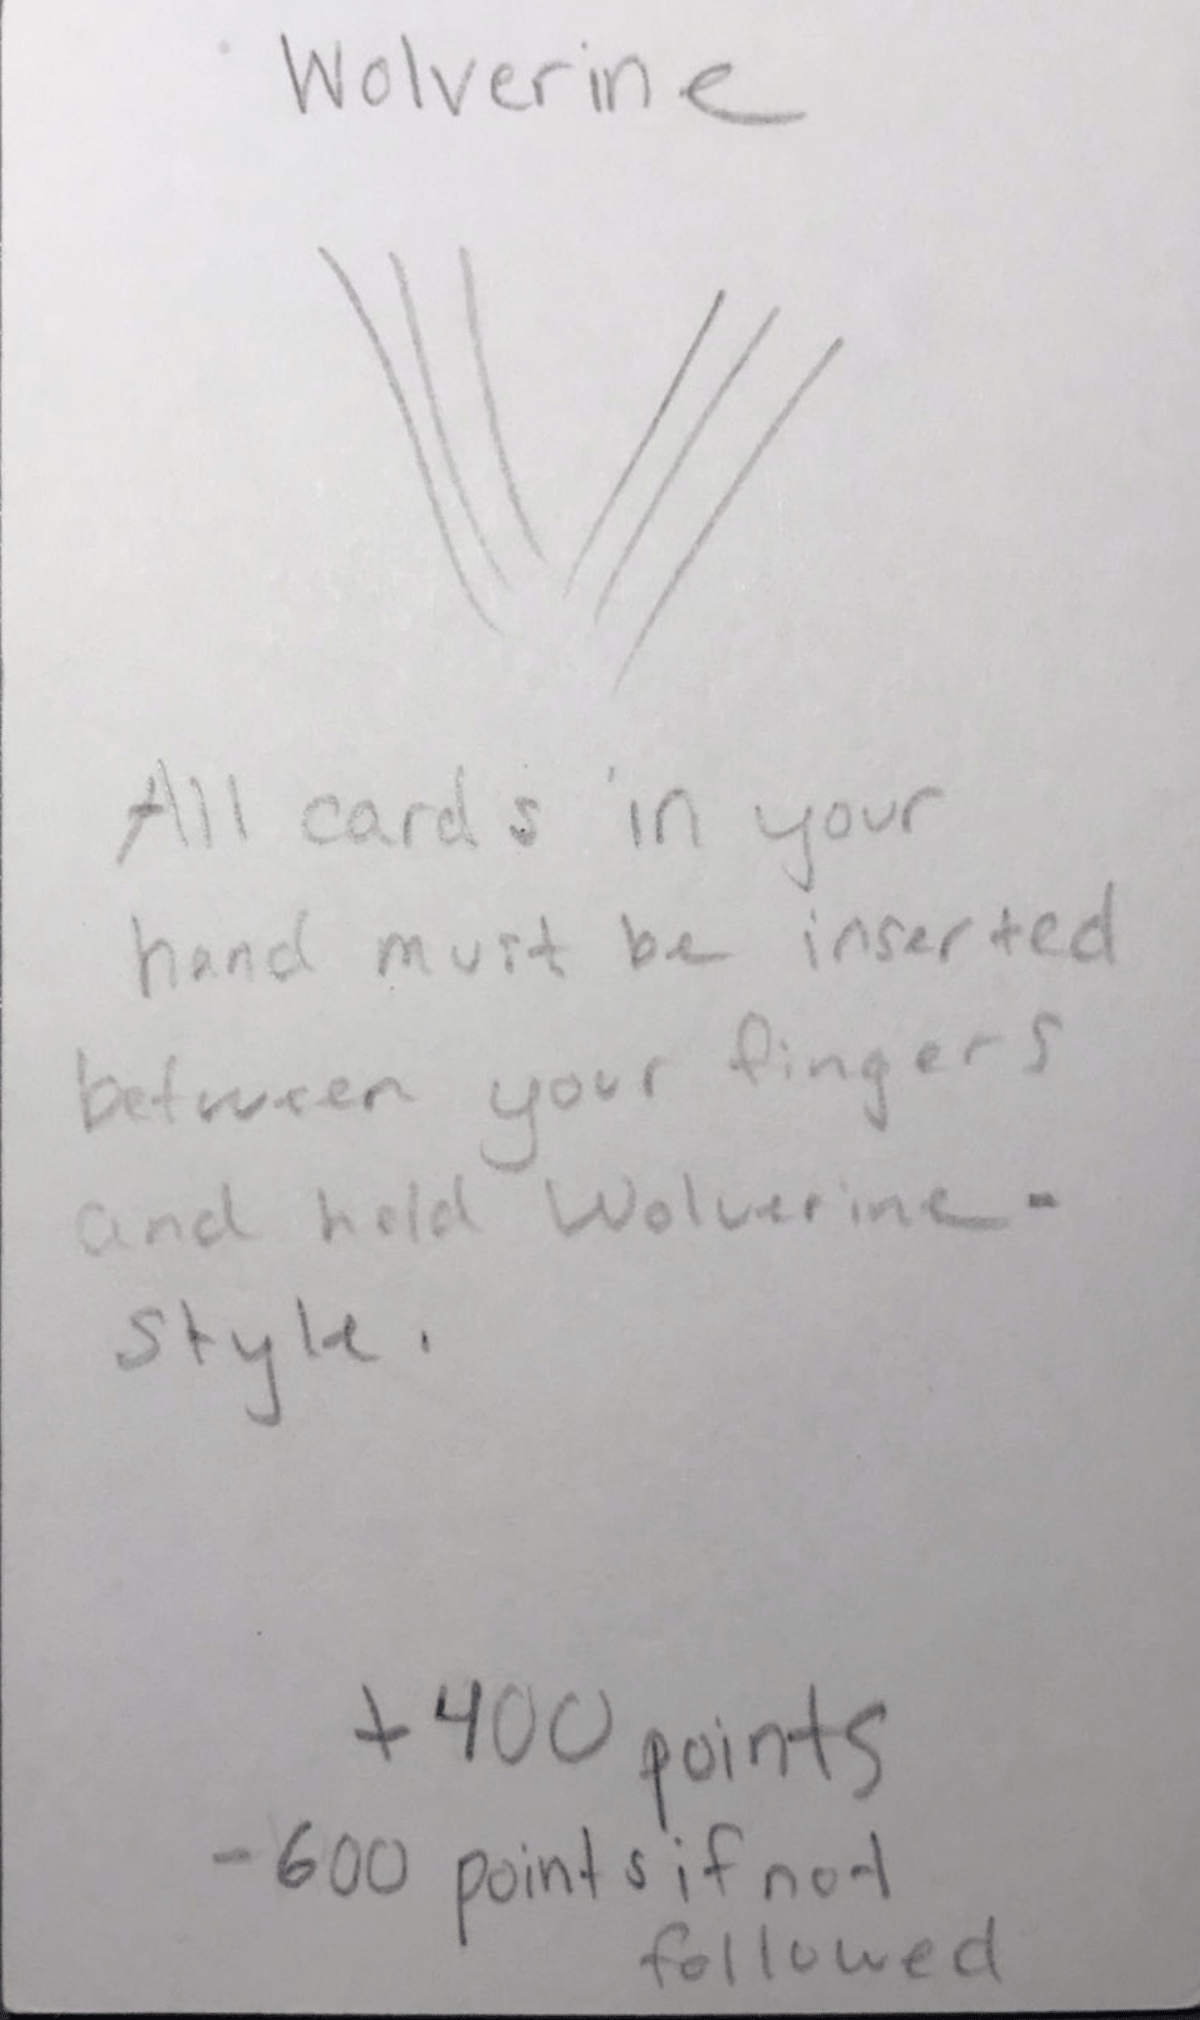 Wolverine
All cards in your
hand must be inserted
between your fingers
and held Wolverine-
Style.
+400 points
-600 points if not
followed